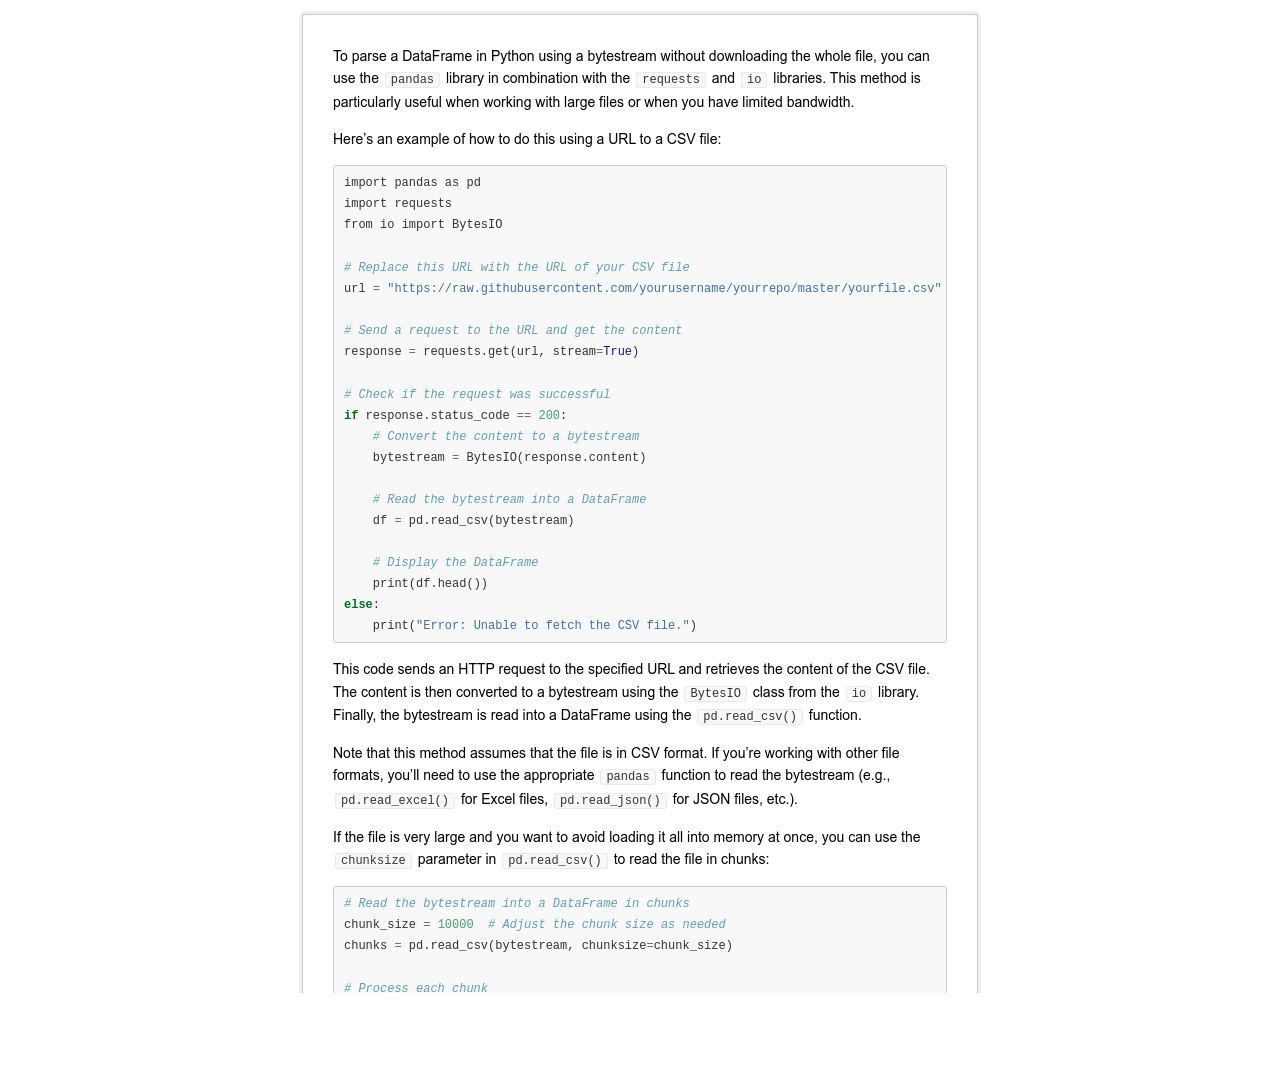 To parse a DataFrame in Python using a bytestream without downloading the whole file, you can
use the pandas library in combination with the requests and io libraries. This method is
particularly useful when working with large files or when you have limited bandwidth.
Here’s an example of how to do this using a URL to a CSV file:
import pandas as pd
import requests
from io import BytesIO
# Replace this URL with the URL of your CSV file
url = "https://raw.githubusercontent.com/yourusername/yourrepo/master/yourfile.csv"
# Send a request to the URL and get the content
response = requests.get(url, stream=True)
# Check if the request was successful
if response.status_code == 200:
    # Convert the content to a bytestream
    bytestream = BytesIO(response.content)
    # Read the bytestream into a DataFrame
    df = pd.read_csv(bytestream)
    # Display the DataFrame
    print(df.head())
else:
    print("Error: Unable to fetch the CSV file.")
This code sends an HTTP request to the specified URL and retrieves the content of the CSV file.
The content is then converted to a bytestream using the BytesIO class from the io library.
Finally, the bytestream is read into a DataFrame using the pd.read_csv() function.
Note that this method assumes that the file is in CSV format. If you’re working with other file
formats, you’ll need to use the appropriate pandas function to read the bytestream (e.g.,
pd.read_excel() for Excel files, pd.read_json() for JSON files, etc.).
If the file is very large and you want to avoid loading it all into memory at once, you can use the
chunksize parameter in pd.read_csv() to read the file in chunks:
# Read the bytestream into a DataFrame in chunks
chunk_size = 10000  # Adjust the chunk size as needed
chunks = pd.read_csv(bytestream, chunksize=chunk_size)
# Process each chunk